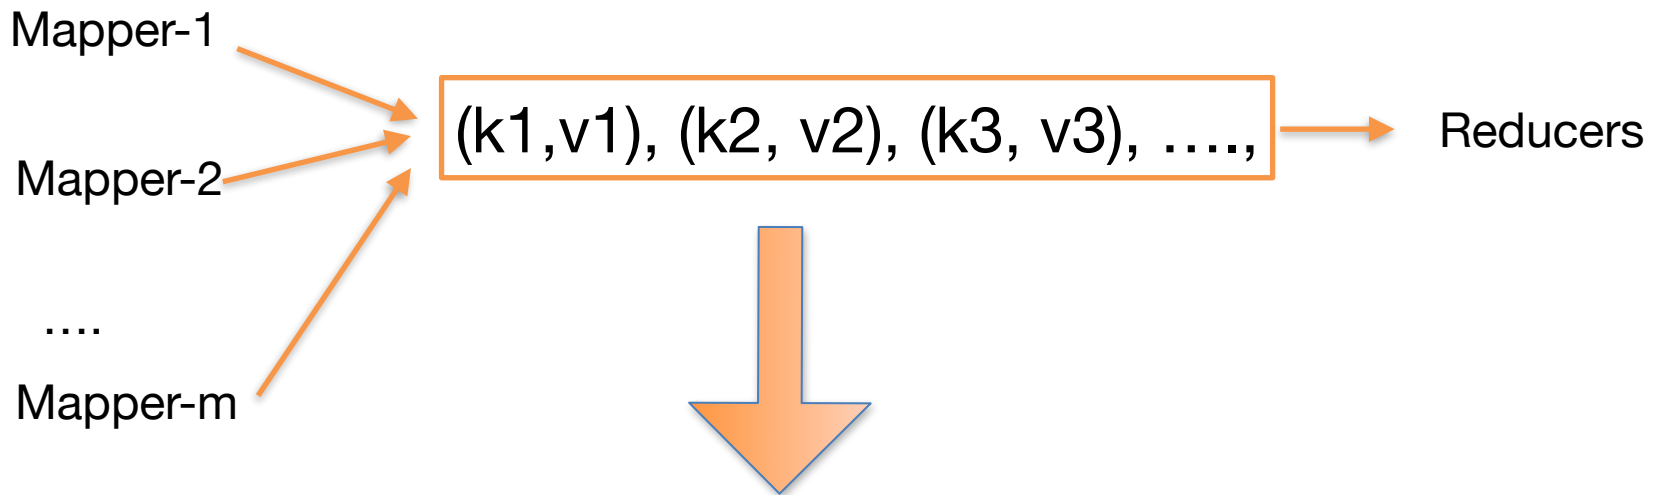 Mapper-1
(k1,v1), (k2, v2), (k3, v3), ….,
Reducers
Mapper-2
….
Mapper-m